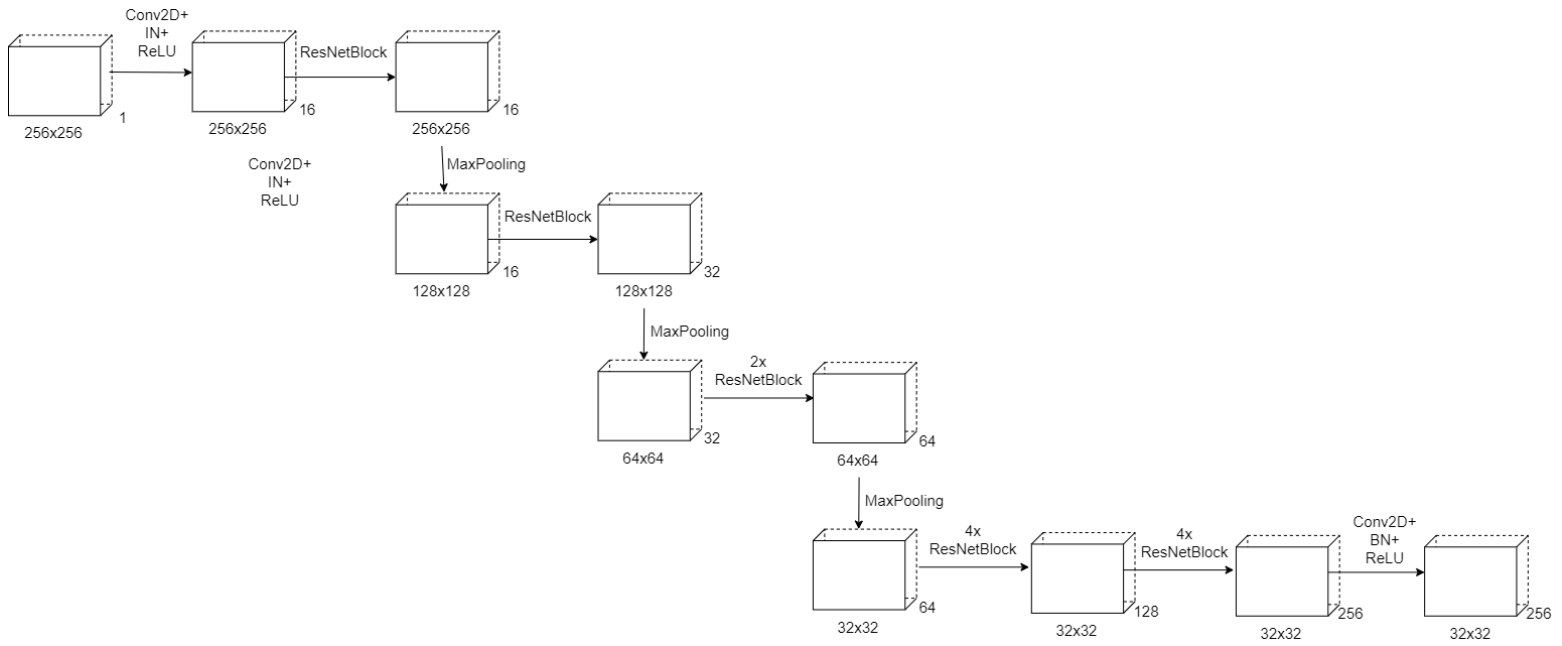 Conv2D+
IN+
ReLU
ResNetBlock
1
16
16
256x256
256x256
256x256
Conv2D+
IN+
ReLU
MaxPooling
ResNetBlock
16
32
128x128
128x128
MaxPooling
2x
ResNetBlock
32
64
64x64
64x64
MaxPooling
4x
ResNetBlock
4x
ResNetBlock
Conv2D+
BN+
ReLU
64
128
256
256
32x32
32x32
32x32
32x32